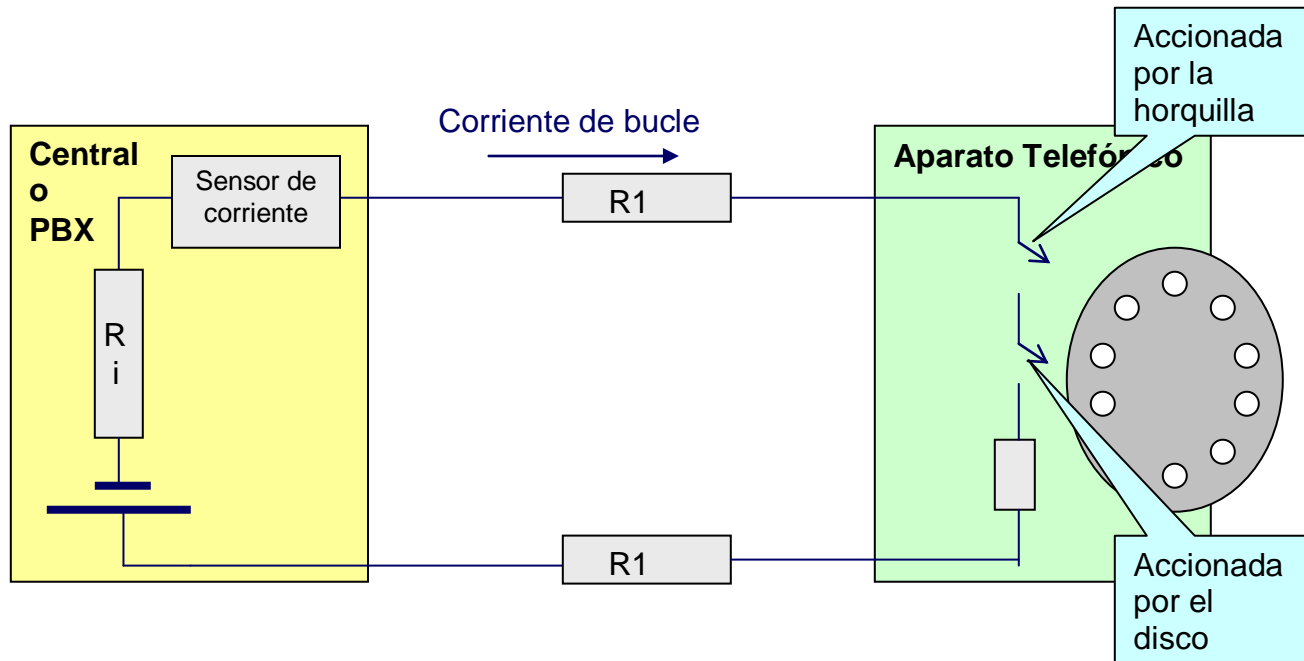 Accionada
por la
horquilla
Corriente de bucle
Central
o
PBX
Sensor de
corriente
R1
Aparato Telefónico
R
i
R1
Accionada
por el
disco